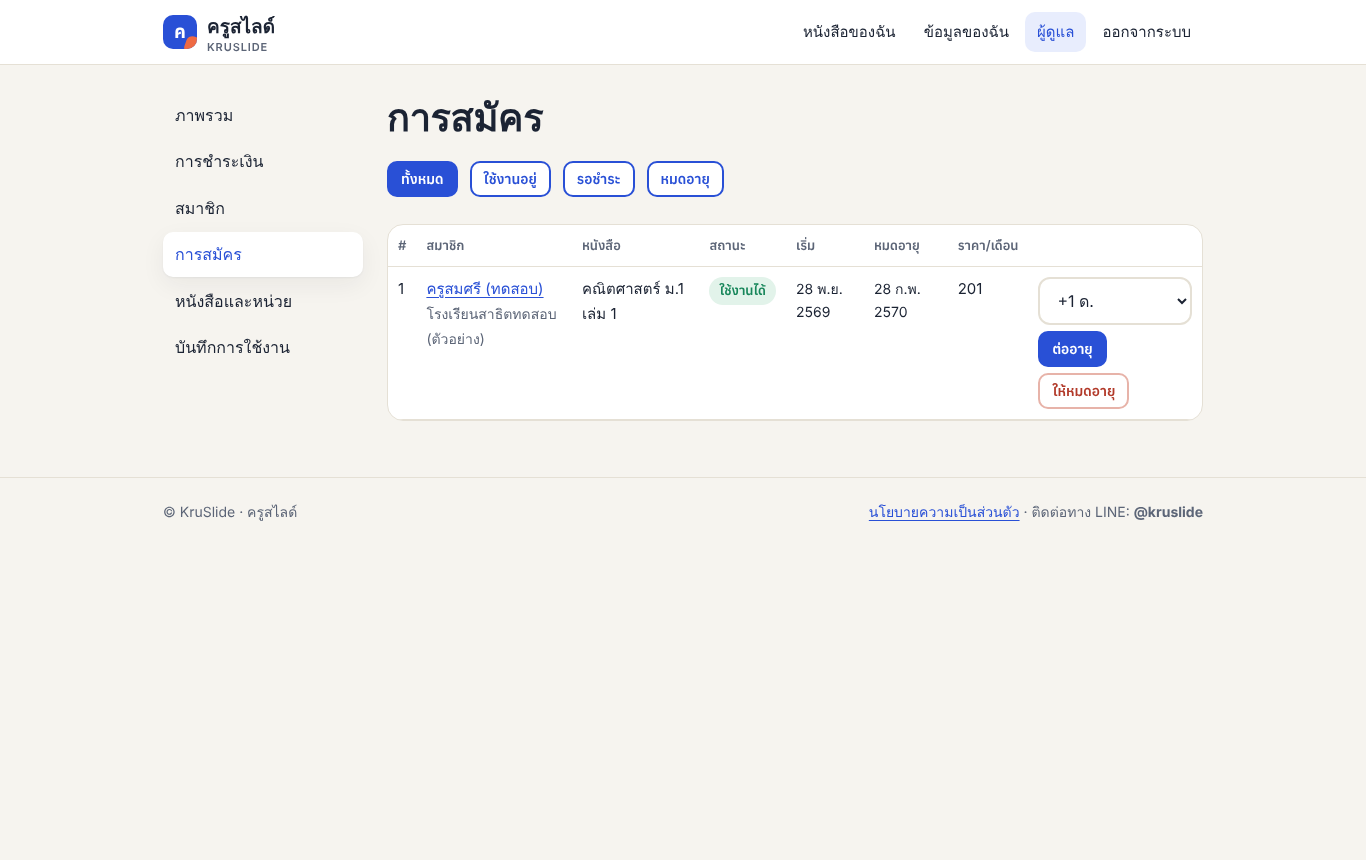 ค
ครูสไลด์
KRUSLIDE
หนังสือของฉัน
ข้อมูลของฉัน
ผู้ดูแล
ออกจากระบบ
ภาพรวม
การชำระเงิน
สมาชิก
การสมัคร
หนังสือและหน่วย
บันทึกการใช้งาน
การสมัคร
ทั้งหมด
ใช้งานอยู่
รอชำระ
หมดอายุ
# สมาชิก หนังสือ สถานะ เริ่ม หมดอายุ ราคา/เดือน
1
ครูสมศรี (ทดสอบ)
โรงเรียนสาธิตทดสอบ
(ตัวอย่าง)
คณิตศาสตร์ ม.1
เล่ม 1
ใช้งานได้
28 พ.ย.
2569
28 ก.พ.
2570
201
+1 ด.
ต่ออายุ
ให้หมดอายุ
© KruSlide · ครูสไลด์
นโยบายความเป็นส่วนตัว · ติดต่อทาง LINE: @kruslide